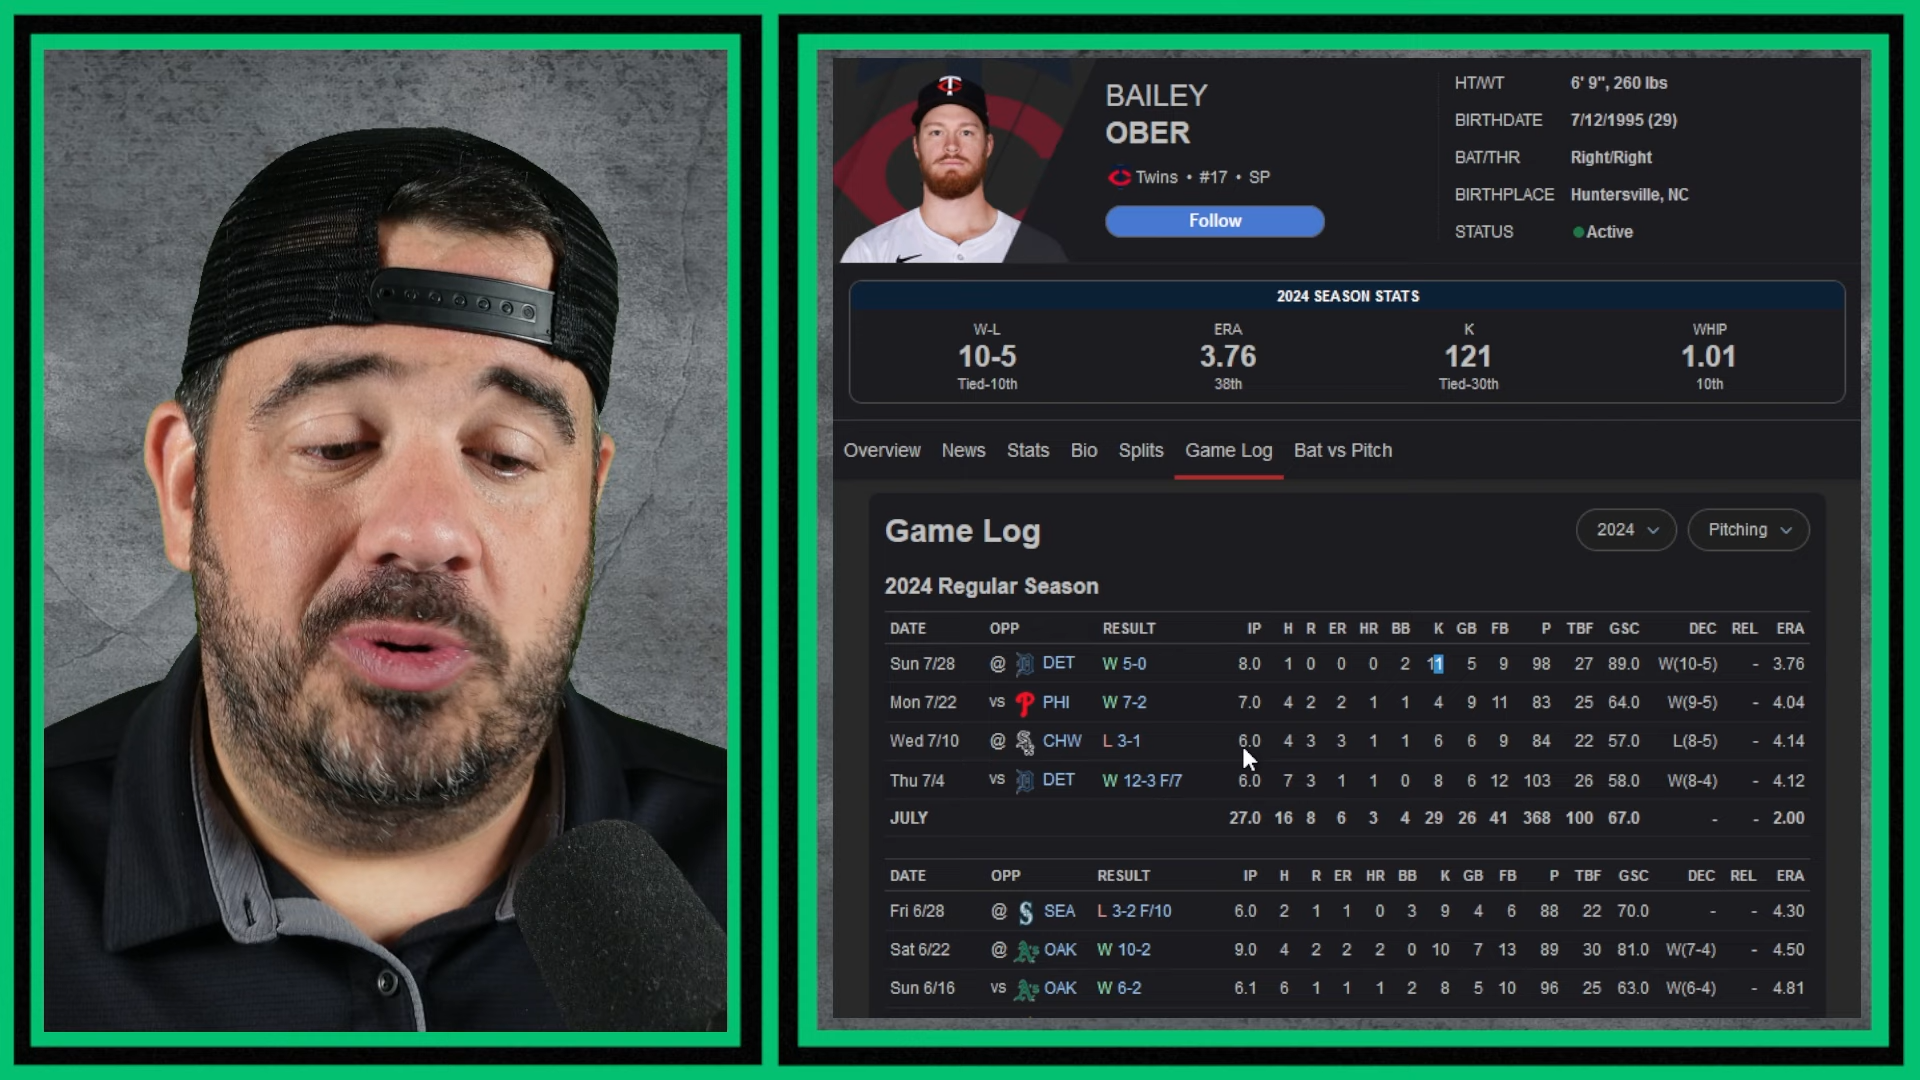 BAILEY
OBER
Twins • #17 • SP
Follow
HT/WT 6' 9", 260 lbs
BIRTHDATE 7/12/1995 (29)
BAT/THR Right/Right
BIRTHPLACE Huntersville, NC
STATUS Active
2024 SEASON STATS
W-L ERA K WHIP
10-5 3.76 121 1.01
Tied-10th 38th Tied-30th 10th
Overview News Stats Bio Splits Game Log Bat vs Pitch
Game Log 2024 Pitching
2024 Regular Season
DATE OPP RESULT IP H R ER HR BB K GB FB P TBF GSC DEC REL ERA
Sun 7/28 @ DET W 5-0 8.0 1 0 0 0 2 11 5 9 98 27 89.0 W(10-5) - 3.76
Mon 7/22 vs PHI W 7-2 7.0 4 2 2 1 1 4 9 11 83 25 64.0 W(9-5) - 4.04
Wed 7/10 @ CHW L 3-1 6.0 4 3 3 1 1 6 6 9 84 22 57.0 L(8-5) - 4.14
Thu 7/4 vs DET W 12-3 F/7 6.0 7 3 1 1 0 8 6 12 103 26 58.0 W(8-4) - 4.12
JULY 27.0 16 8 6 3 4 29 26 41 368 100 67.0 - - 2.00
DATE OPP RESULT IP H R ER HR BB K GB FB P TBF GSC DEC REL ERA
Fri 6/28 @ SEA L 3-2 F/10 6.0 2 1 1 0 3 9 4 6 88 22 70.0 - - 4.30
Sat 6/22 @ OAK W 10-2 9.0 4 2 2 2 0 10 7 13 89 30 81.0 W(7-4) - 4.50
Sun 6/16 vs OAK W 6-2 6.1 6 1 1 1 2 8 5 10 96 25 63.0 W(6-4) - 4.81